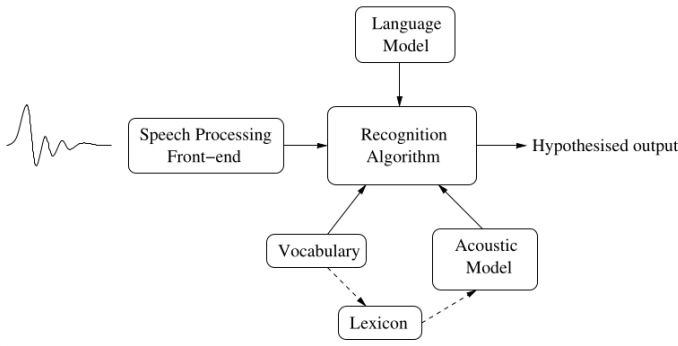 Language
Model
Speech Processing
Front−end
Recognition
Algorithm
Hypothesised output
Vocabulary
Acoustic
Model
Lexicon